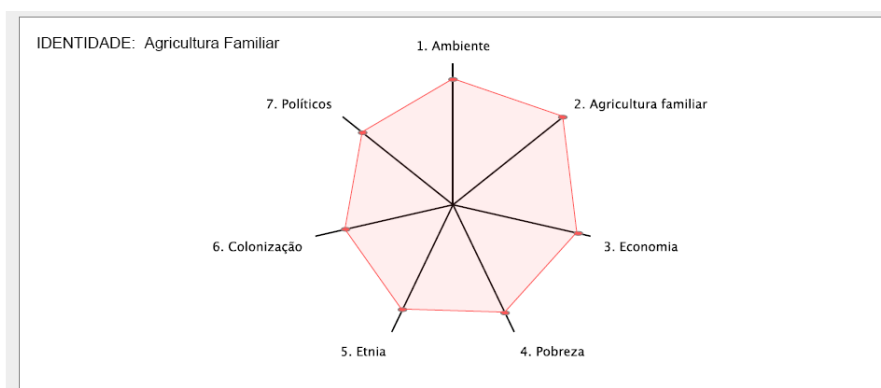 IDENTIDADE: Agricultura Familiar
1. Ambiente
2. Agricultura familiar
3. Economia
4. Pobreza
5. Etnia
6. Colonização
7. Políticos